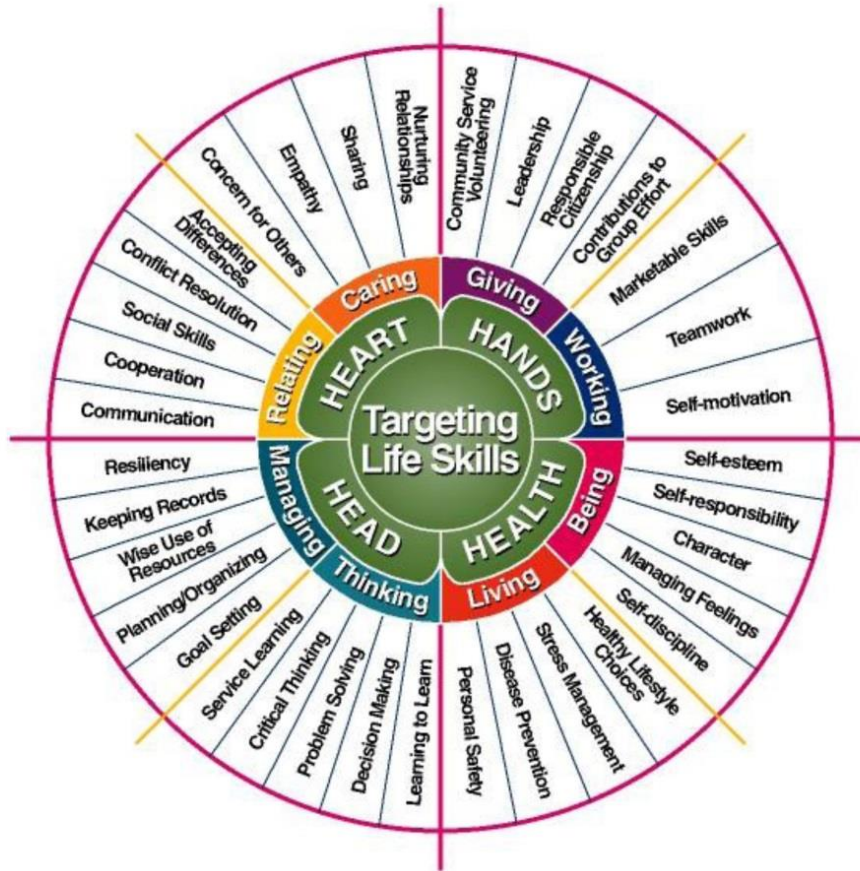 Targeting
Life Skills
HEART
HANDS
HEALTH
HEAD
Caring
Giving
Working
Being
Living
Thinking
Managing
Relating
Nurturing
Relationships
Sharing
Empathy
Concern for Others
Accepting
Differences
Conflict Resolution
Social Skills
Cooperation
Communication
Community Service
Volunteering
Leadership
Responsible
Citizenship
Contributions to
Group Effort
Marketable Skills
Teamwork
Self-motivation
Self-esteem
Self-responsibility
Character
Managing Feelings
Self-discipline
Healthy Lifestyle
Choices
Stress Management
Disease Prevention
Personal Safety
Learning to Learn
Decision Making
Problem Solving
Critical Thinking
Service Learning
Goal Setting
Planning/Organizing
Wise Use of
Resources
Keeping Records
Resiliency